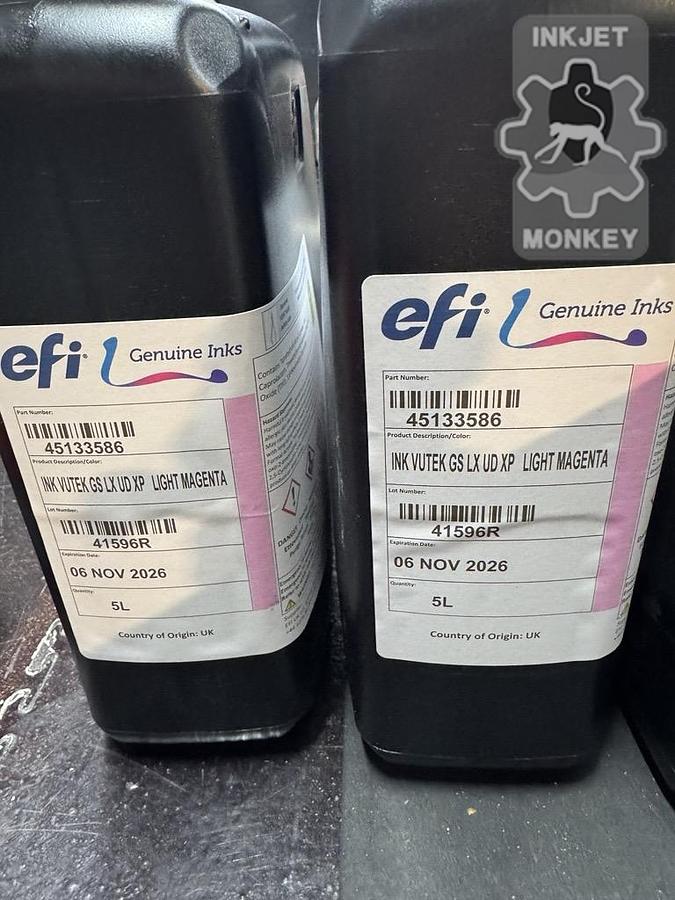 INKJET
MONKEY
efi
Genuine Inks
Part Number:
45133586
Product Description/Color:
INK VUTEK GS LX UD XP LIGHT MAGENTA
Lot Number:
41596R
Expiration Date:
06 NOV 2026
Quantity:
5L
Country of Origin: UK
DANGER
efi
Genuine Inks
Part Number:
45133586
Product Description/Color:
INK VUTEK GS LX UD XP LIGHT MAGENTA
Lot Number:
41596R
Expiration Date:
06 NOV 2026
Quantity:
5L
Country of Origin: UK